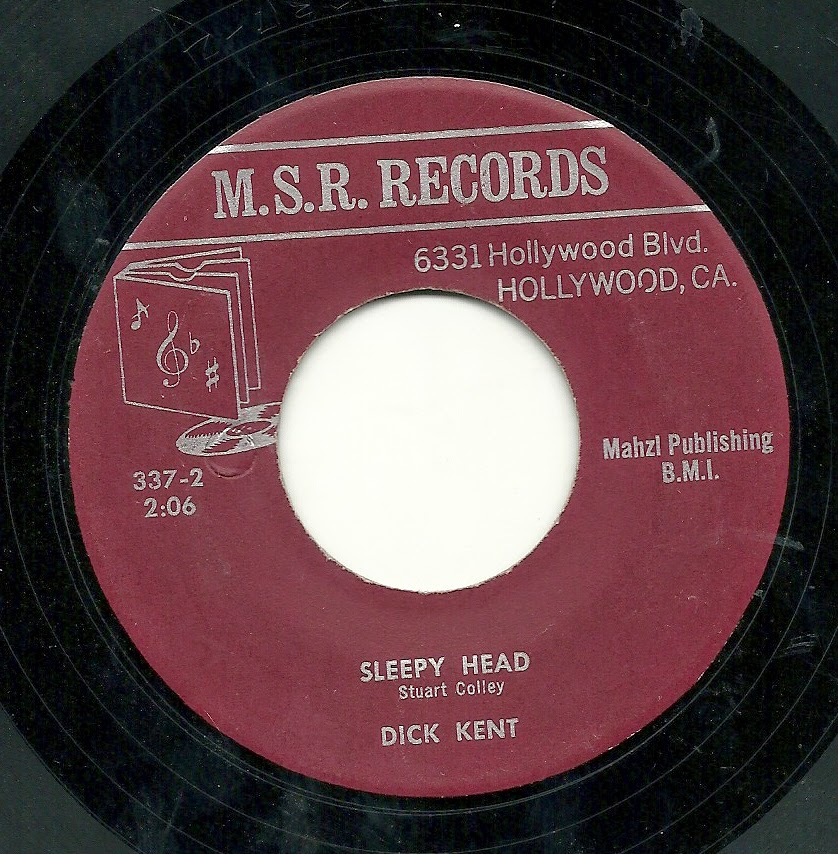 M.S.R. RECORDS
6331 Hollywood Blvd.
HOLLYWOOD, CA.
Mahzl Publishing
B.M.I.
337-2
2:06
SLEEPY HEAD
Stuart Colley
DICK KENT